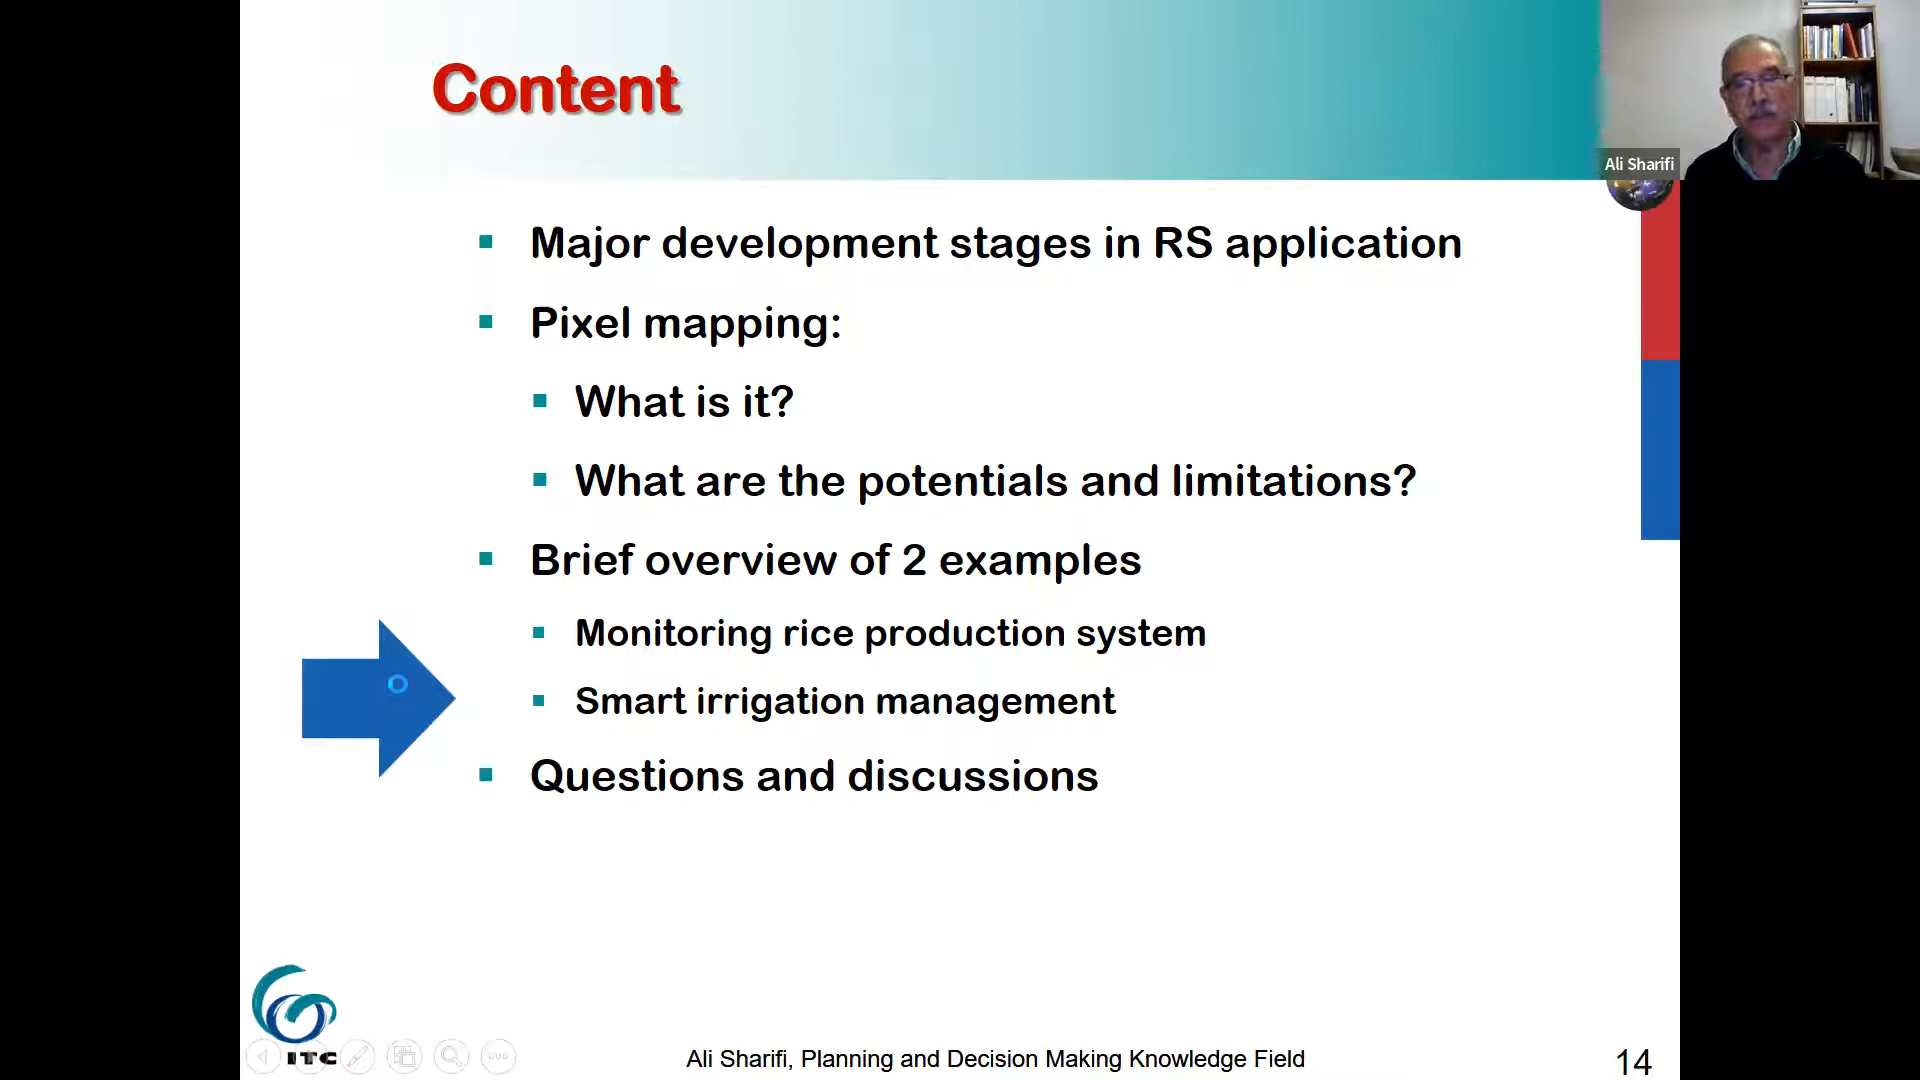 Content
Ali Sharifi
Major development stages in RS application
Pixel mapping:
What is it?
What are the potentials and limitations?
Brief overview of 2 examples
Monitoring rice production system
Smart irrigation management
Questions and discussions
ITC
Ali Sharifi, Planning and Decision Making Knowledge Field
14